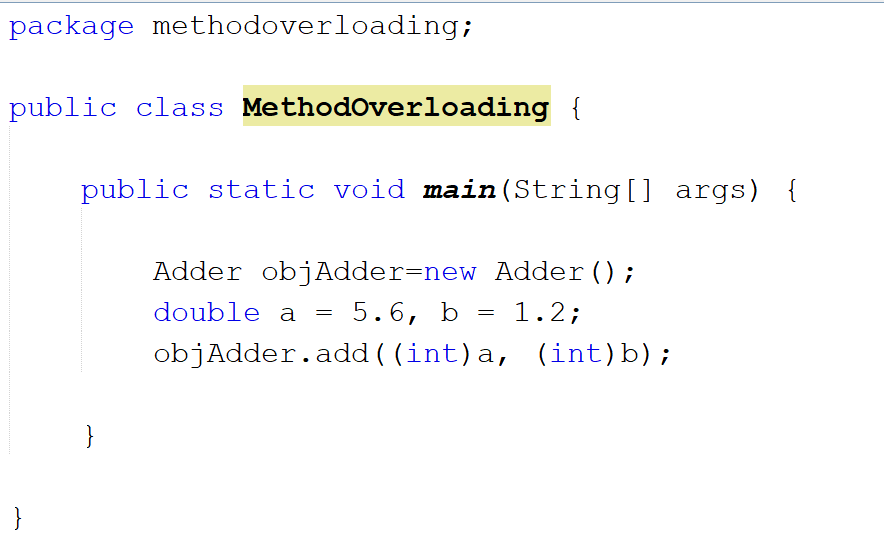 package methodoverloading;
public class MethodOverloading {
public static void main(String[] args) {
Adder objAdder=new Adder();
double a = 5.6, b = 1.2;
objAdder.add((int)a, (int)b);
}
}